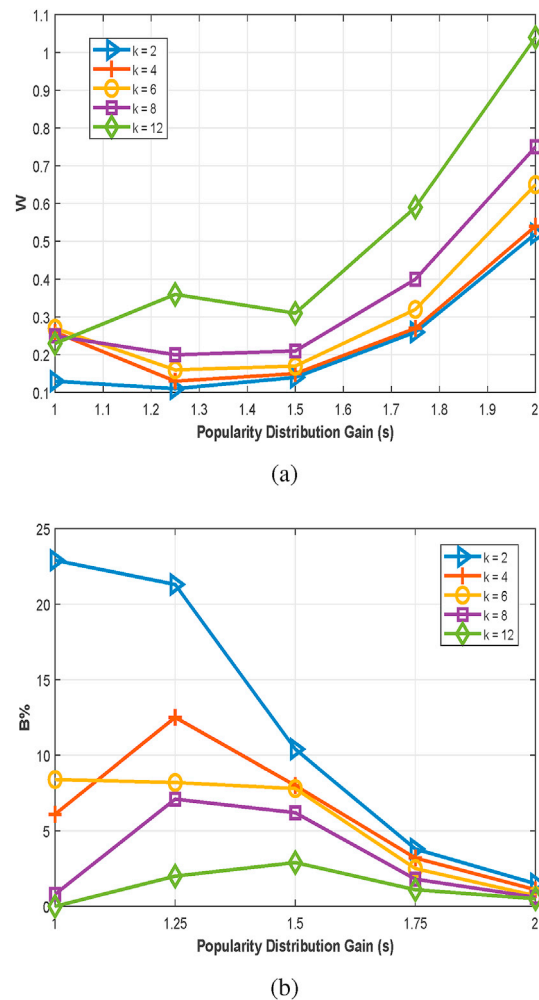 1.1
1
0.9
0.8
0.7
0.6
0.5
0.4
0.3
0.2
0.1
W
k = 2
k = 4
k = 6
k = 8
k = 12
1 1.1 1.2 1.3 1.4 1.5 1.6 1.7 1.8 1.9 2
Popularity Distribution Gain (s)
(a)
25
20
15
10
5
0
B%
k = 2
k = 4
k = 6
k = 8
k = 12
1 1.25 1.5 1.75 2
Popularity Distribution Gain (s)
(b)